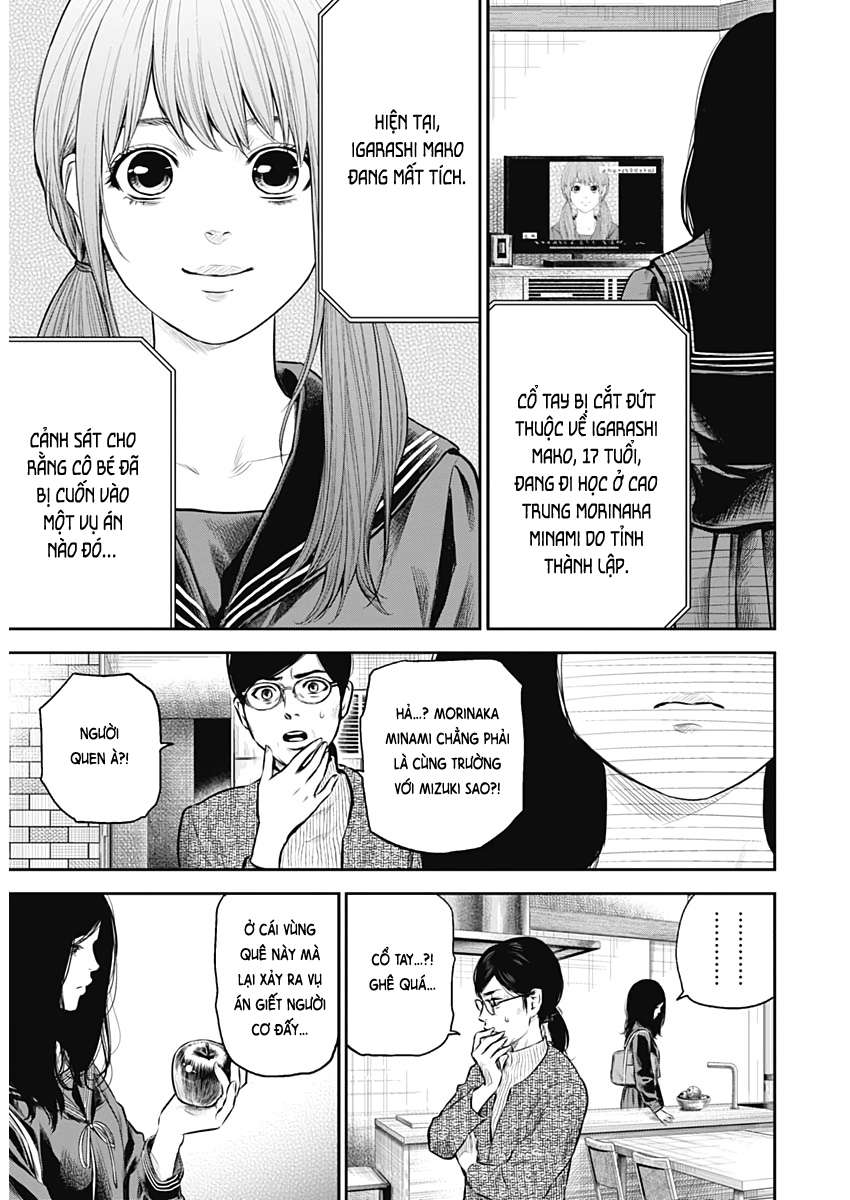 CỔ TAY BỊ CẮT ĐỨT
THUỘC VỀ IGARASHI
MAKO, 17 TUỔI,
ĐANG ĐI HỌC Ở CAO
TRUNG MORINAKA
MINAMI DO TỈNH
THÀNH LẬP.
HIỆN TẠI,
IGARASHI MAKO
ĐANG MẤT TÍCH.
CẢNH SÁT CHO
RẰNG CÔ BÉ ĐÃ
BỊ CUỐN VÀO
MỘT VỤ ÁN
NÀO ĐÓ...
HẢ...? MORINAKA
MINAMI CHẲNG PHẢI
LÀ CÙNG TRƯỜNG
VỚI MIZUKI SAO?!
NGƯỜI
QUEN À?!
........
........
CỔ TAY...?!
GHÊ QUÁ...
Ở CÁI VÙNG
QUÊ NÀY MÀ
LẠI XẢY RA VỤ
ÁN GIẾT NGƯỜI
CƠ ĐẤY...